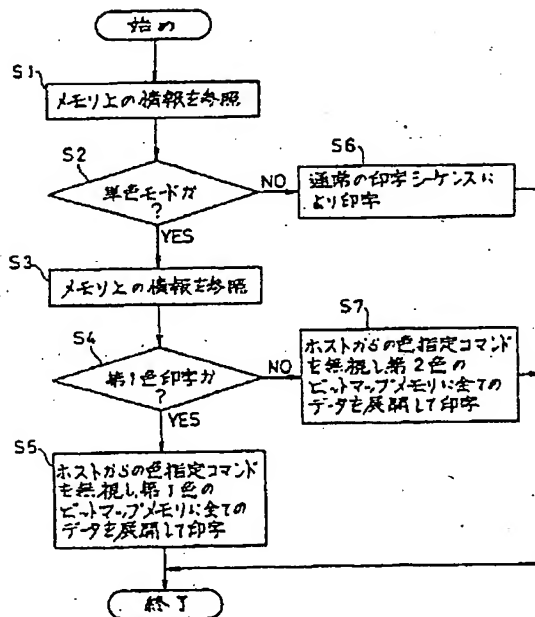 始め
S1
メモリ上の情報を参照
S2
単色モードか
?
NO
YES
S6
通常の印字シーケンスに
より印字
S3
メモリ上の情報を参照
S4
第1色印字か
?
NO
YES
S7
ホストからの色指定コマンド
を無視し第2色の
ビットマップメモリに全ての
データを展開して印字
S5
ホストからの色指定コマンド
を無視し第1色の
ビットマップメモリに全ての
データを展開して印字
終了